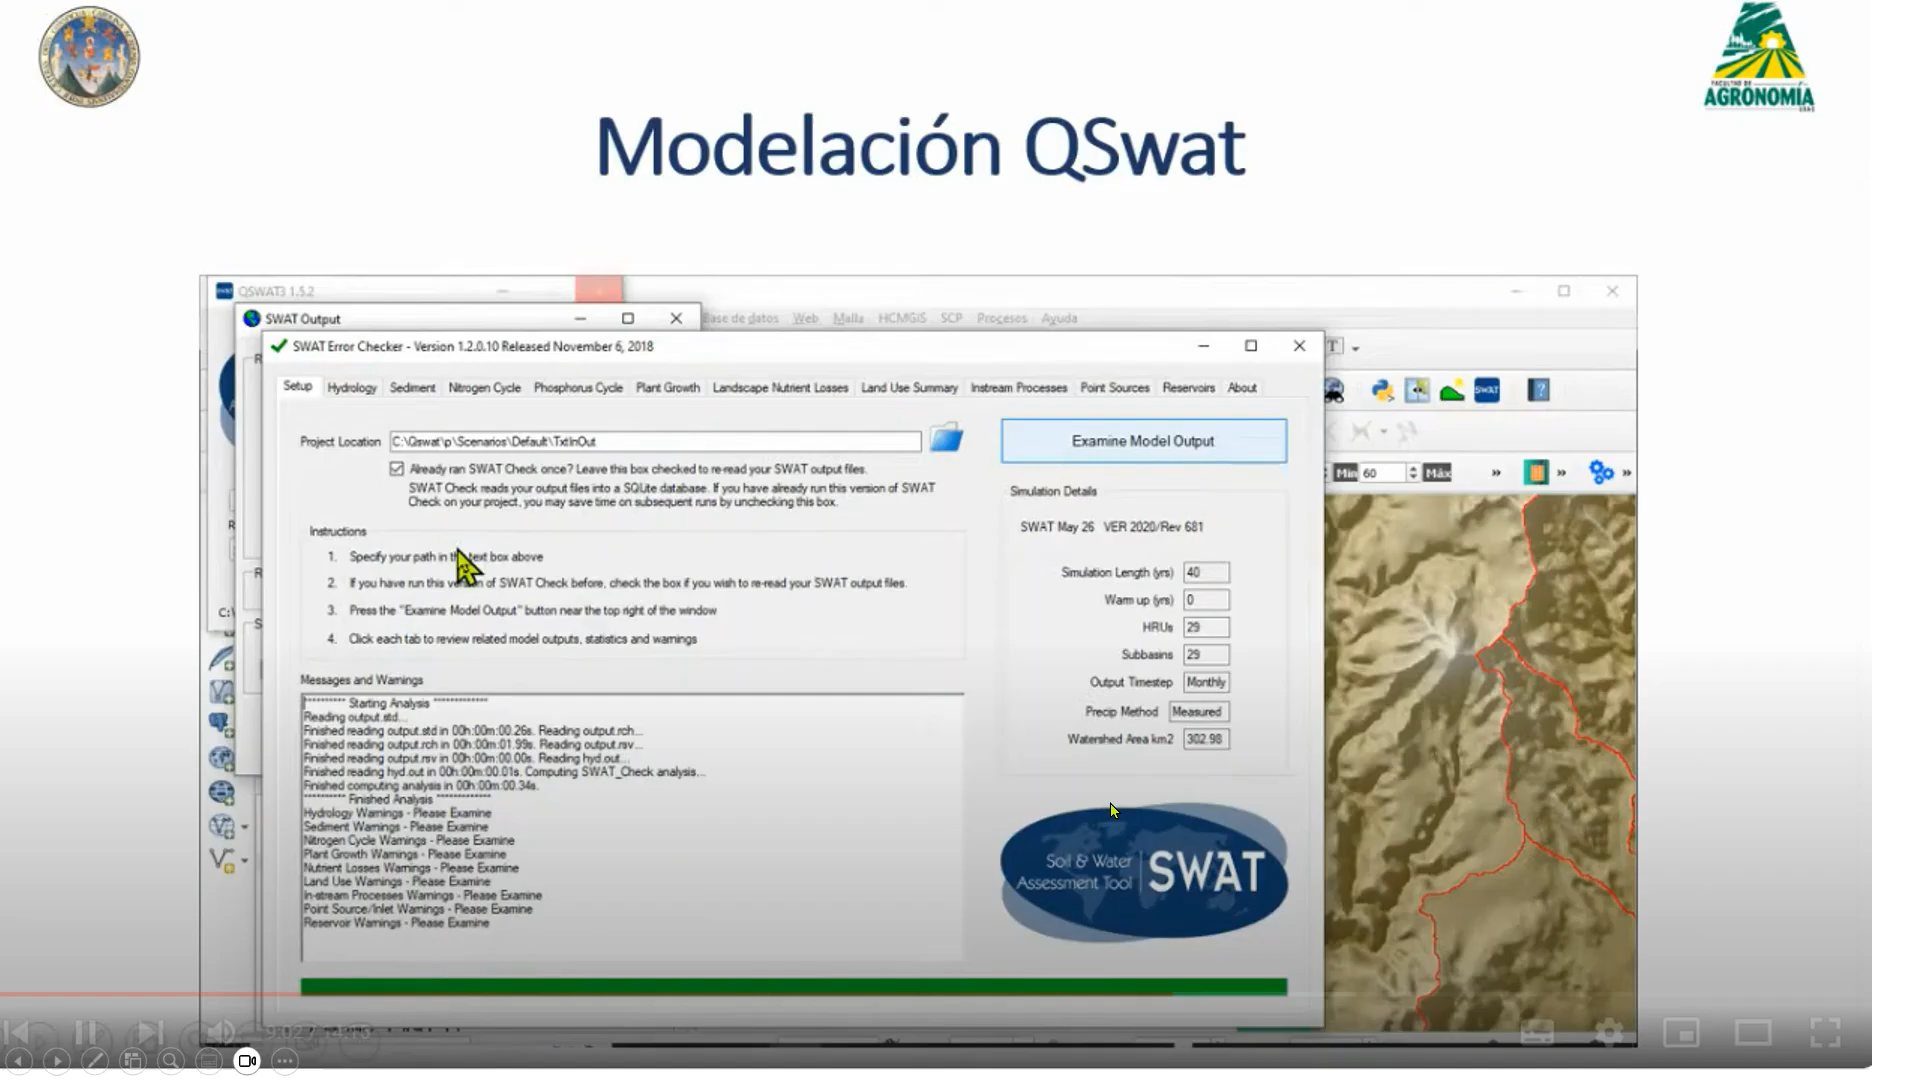 FACULTAD DE
AGRONOMIA
USAC
Modelación QSwat
QSWAT3 1.5.2
SWAT Output
Base de datos Web Malla HCMGIS SCP Procesos Ayuda
SWAT Error Checker - Version 1.2.0.10 Released November 6, 2018
Setup Hydrology Sediment Nitrogen Cycle Phosphorus Cycle Plant Growth Landscape Nutrient Losses Land Use Summary Instream Processes Point Sources Reservoirs About
SWAT
Project Location C:\Qswat\p\Scenarios\Default\TxtInOut
Examine Model Output
Already ran SWAT Check once? Leave this box checked to re-read your SWAT output files.
Min 60 Máx
SWAT Check reads your output files into a SQLite database. If you have already run this version of SWAT
Check on your project, you may save time on subsequent runs by unchecking this box.
Simulation Details
SWAT May 26 VER 2020/Rev 681
Instructions
1. Specify your path in the text box above
2. If you have run this version of SWAT Check before, check the box if you wish to re-read your SWAT output files.
3. Press the "Examine Model Output" button near the top right of the window
4. Click each tab to review related model outputs, statistics and warnings
Simulation Length (yrs) 40
Warm up (yrs) 0
HRUs 29
Subbasins 29
Output Timestep Monthly
Precip Method Measured
Watershed Area km2 302.98
Messages and Warnings
********** Starting Analysis *************
Reading output.std...
Finished reading output.std in 00h:00m:00.26s. Reading output.rch...
Finished reading output.rch in 00h:00m:01.99s. Reading output.rsv...
Finished reading output.rsv in 00h:00m:00.00s. Reading hyd.out...
Finished reading hyd.out in 00h:00m:00.01s. Computing SWAT_Check analysis...
Finished computing analysis in 00h:00m:00.34s.
********** Finished Analysis *************
Hydrology Warnings - Please Examine
Sediment Warnings - Please Examine
Nitrogen Cycle Warnings - Please Examine
Plant Growth Warnings - Please Examine
Nutrient Losses Warnings - Please Examine
Land Use Warnings - Please Examine
In-stream Processes Warnings - Please Examine
Point Source/Inlet Warnings - Please Examine
Reservoir Warnings - Please Examine
Soil & Water
Assessment Tool
SWAT